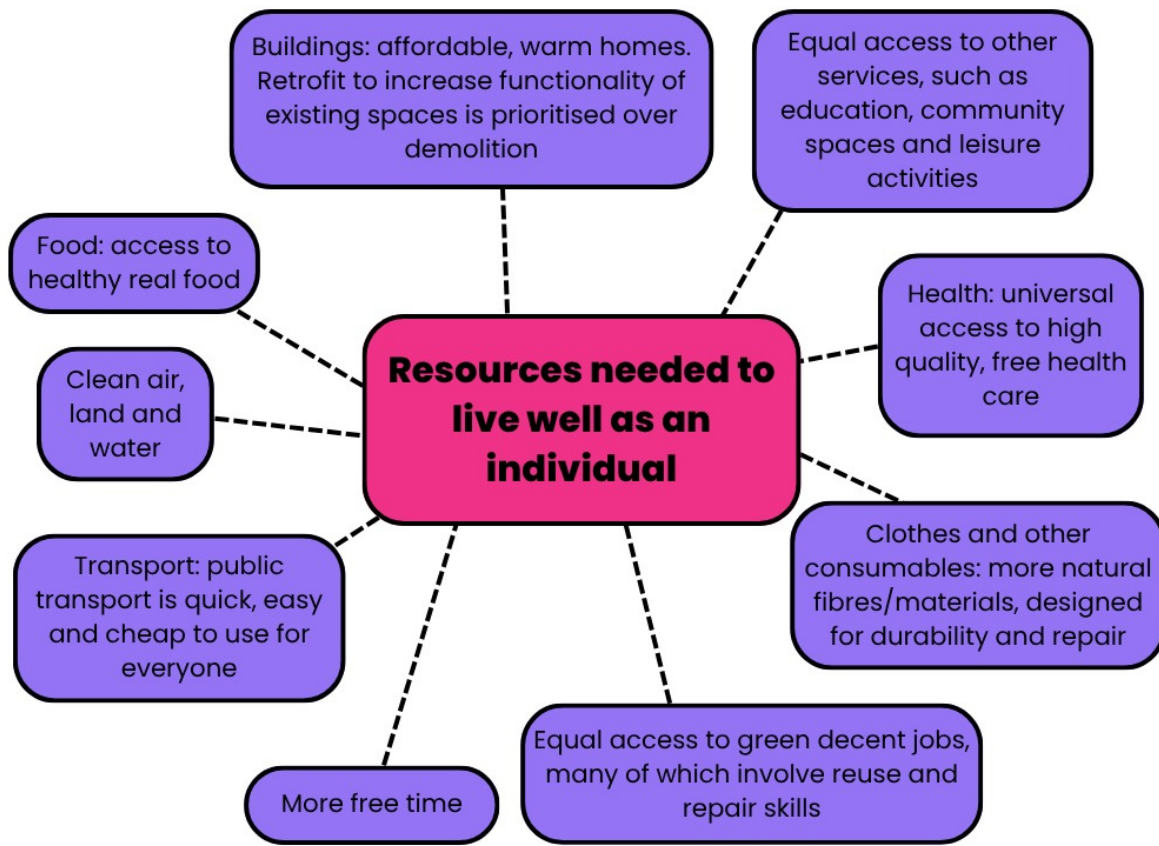 Buildings: affordable, warm homes.
Retrofit to increase functionality of
existing spaces is prioritised over
demolition
Equal access to other
services, such as
education, community
spaces and leisure
activities
Food: access to
healthy real food
Health: universal
access to high
quality, free health
care
Resources needed to
live well as an
individual
Clean air,
land and
water
Clothes and other
consumables: more natural
fibres/materials, designed
for durability and repair
Transport: public
transport is quick, easy
and cheap to use for
everyone
Equal access to green decent jobs,
many of which involve reuse and
repair skills
More free time